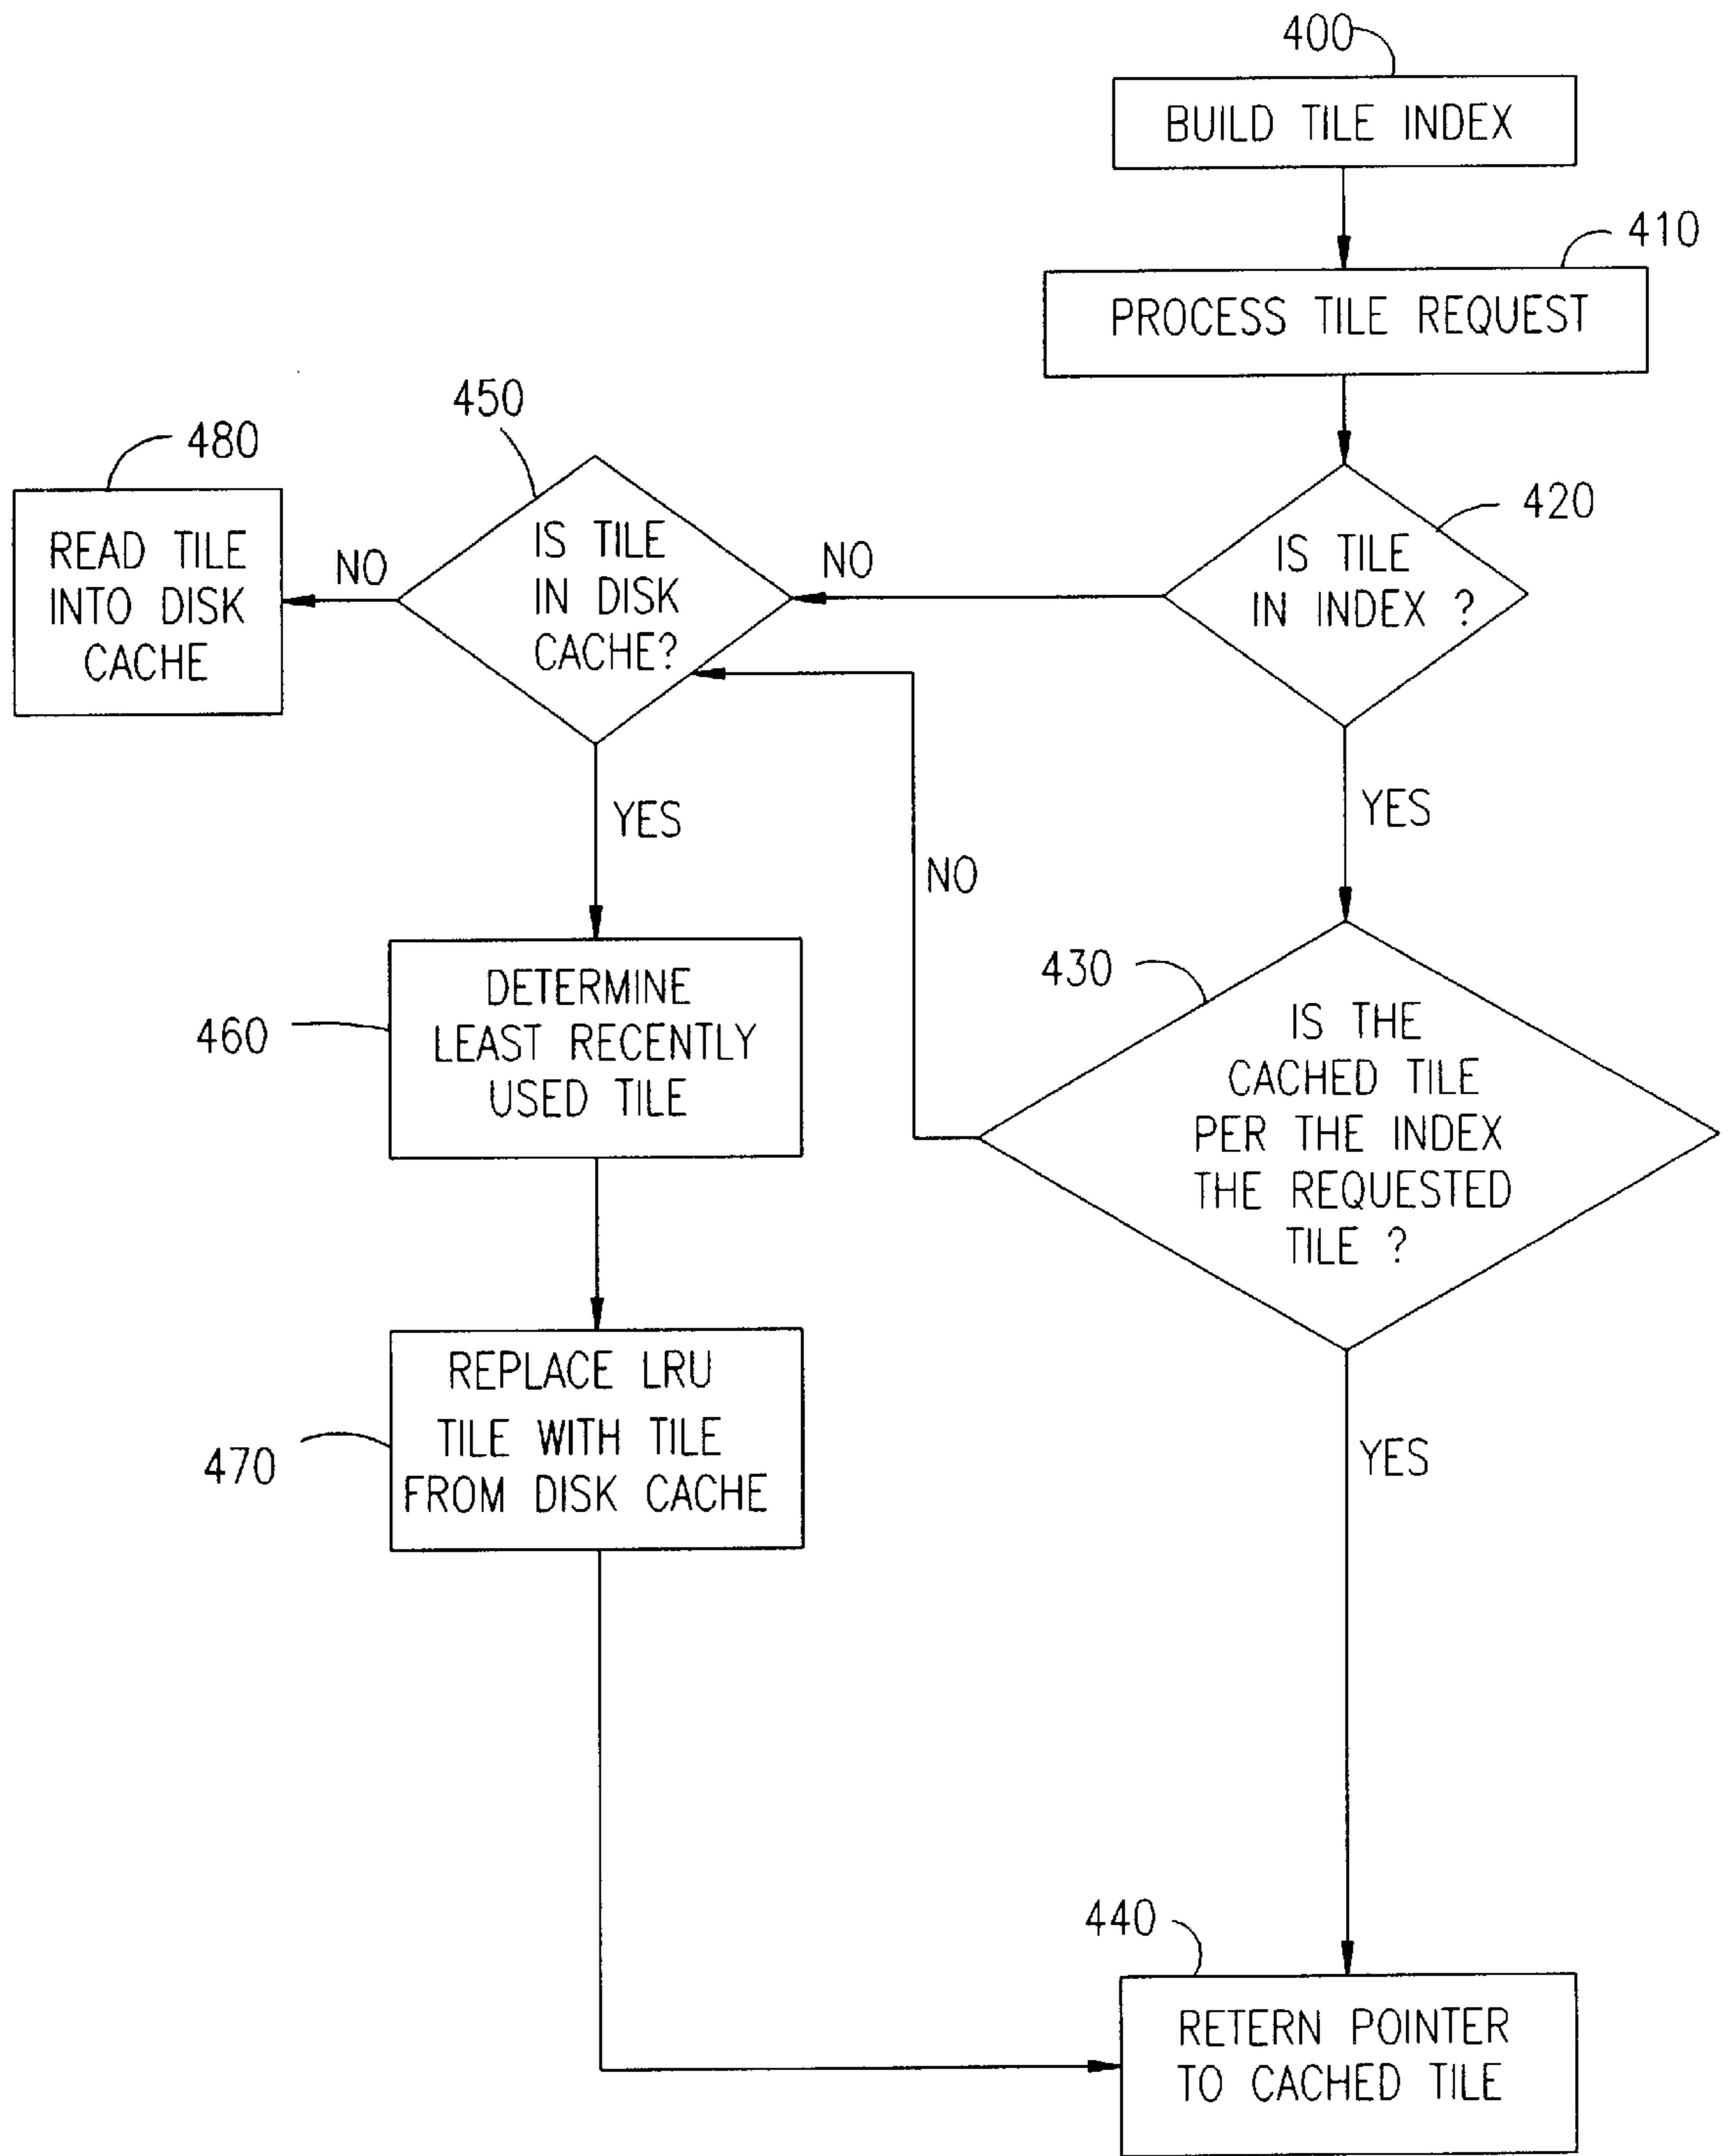 400
BUILD TILE INDEX
410
PROCESS TILE REQUEST
420
IS TILE
IN INDEX ?
NO
YES
450
IS TILE
IN DISK
CACHE?
NO
YES
480
READ TILE
INTO DISK
CACHE
430
IS THE
CACHED TILE
PER THE INDEX
THE REQUESTED
TILE ?
NO
YES
460
DETERMINE
LEAST RECENTLY
USED TILE
470
REPLACE LRU
TILE WITH TILE
FROM DISK CACHE
440
RETERN POINTER
TO CACHED TILE